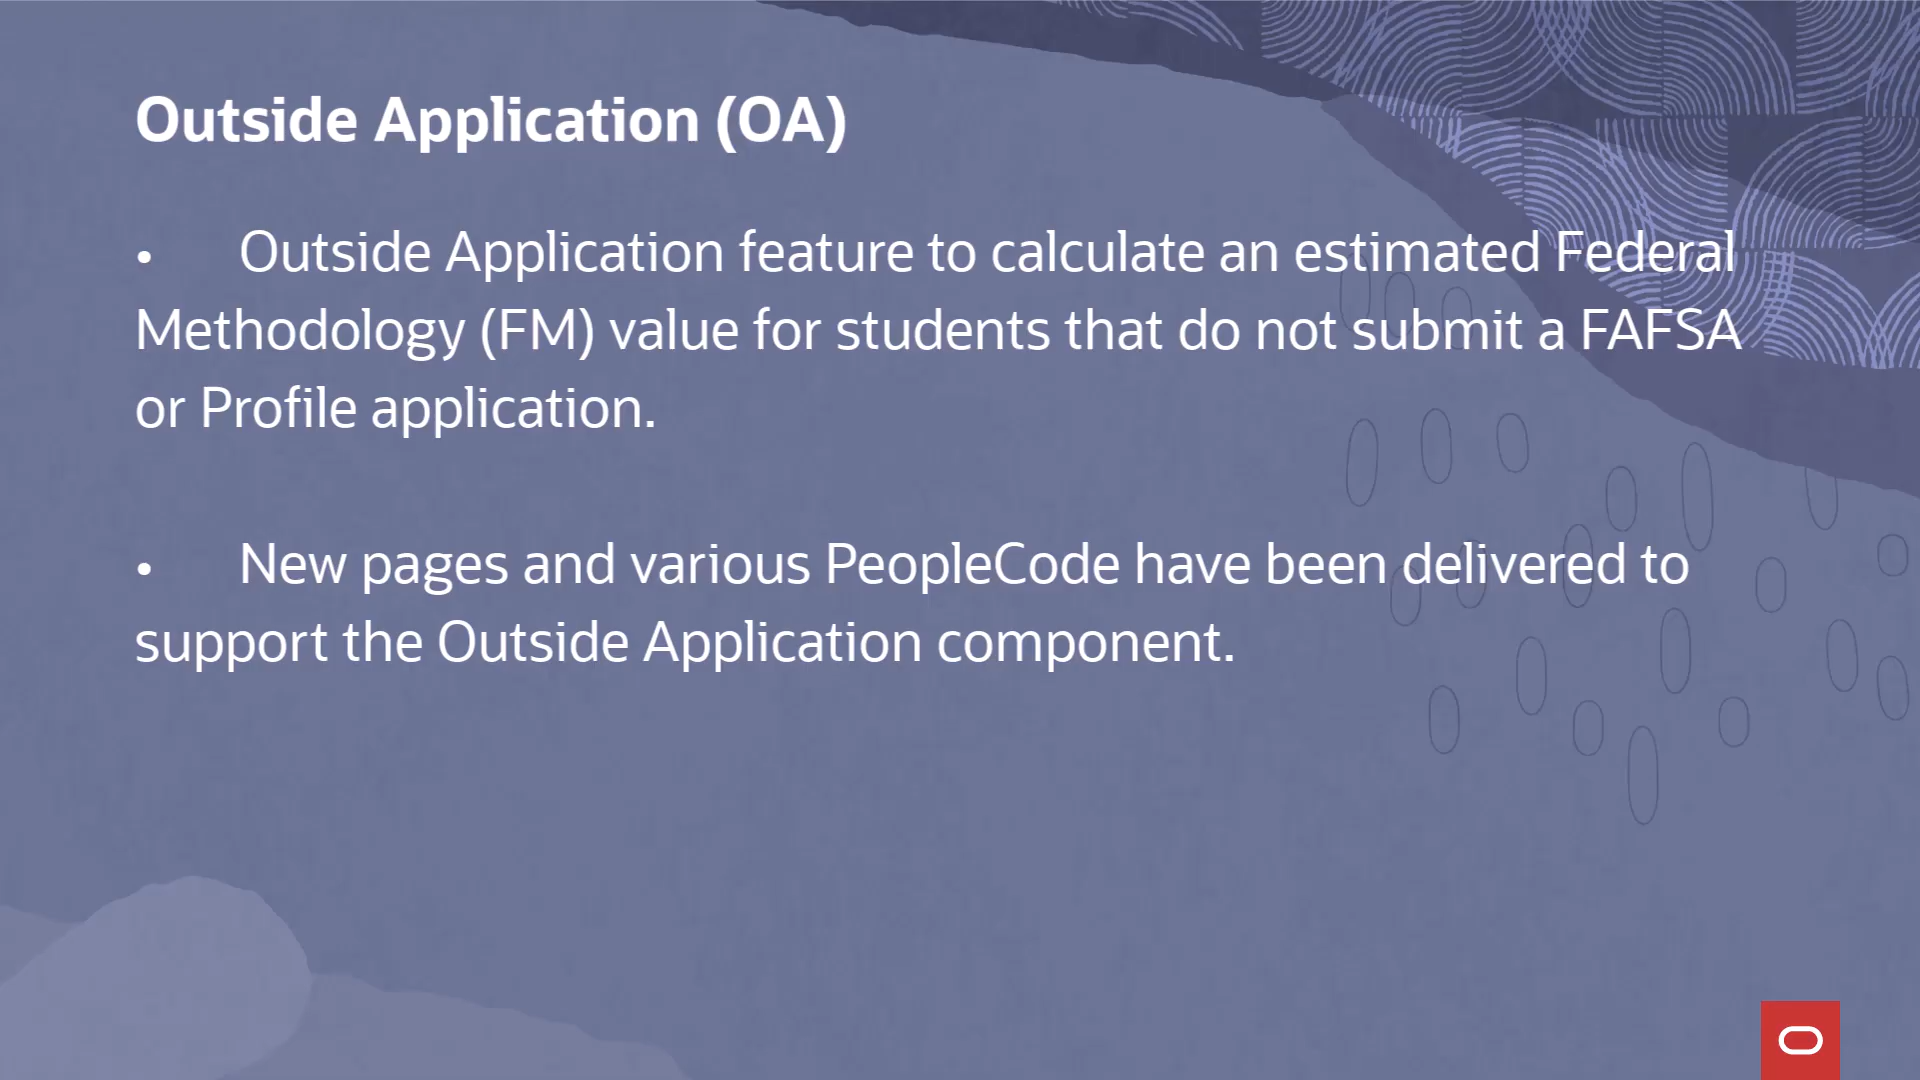 Outside Application (OA)
• Outside Application feature to calculate an estimated Federal
Methodology (FM) value for students that do not submit a FAFSA
or Profile application.
• New pages and various PeopleCode have been delivered to
support the Outside Application component.